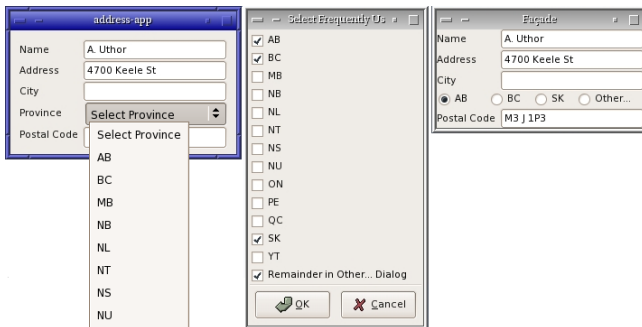 address-app
Name A. Uthor
Address 4700 Keele St
City
Province Select Province
Postal Code
Select Province
AB
BC
MB
NB
NL
NT
NS
NU
Select Frequently Us
AB
BC
MB
NB
NL
NT
NS
NU
ON
PE
QC
SK
YT
Remainder in Other... Dialog
OK Cancel
Façade
Name A. Uthor
Address 4700 Keele St
City
AB BC SK Other...
Postal Code M3 J 1P3